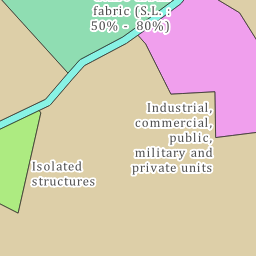 fabric (S.L. :
50% - 80%)
Industrial,
commercial,
public,
military and
private units
Isolated
structures